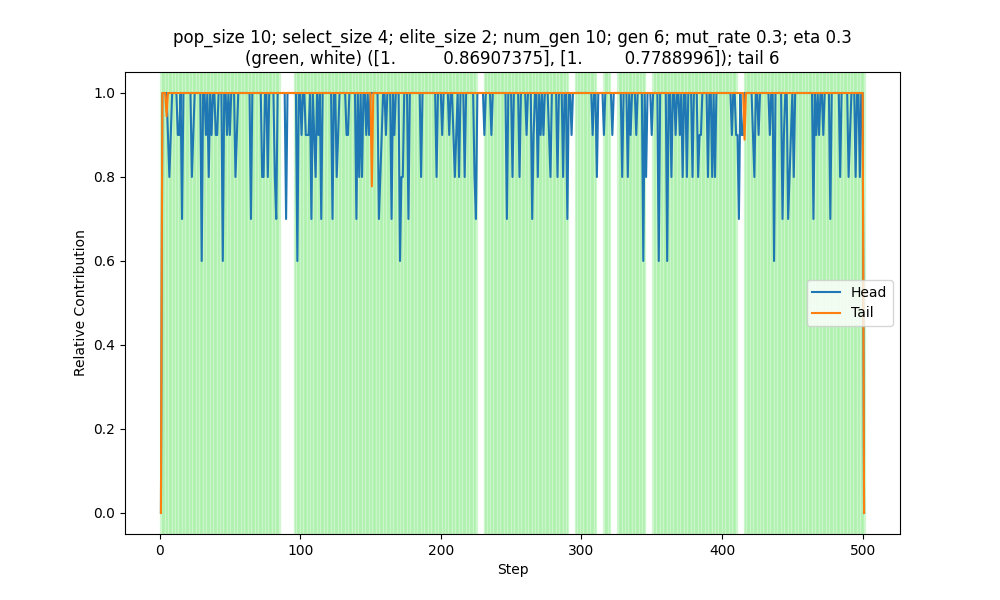 pop_size 10; select_size 4; elite_size 2; num_gen 10; gen 6; mut_rate 0.3; eta 0.3
(green, white) ([1.         0.86907375], [1.        0.7788996]); tail 6
1.0
0.8
0.6
0.4
0.2
0.0
Relative Contribution
Head
Tail
0
100
200
300
400
500
Step